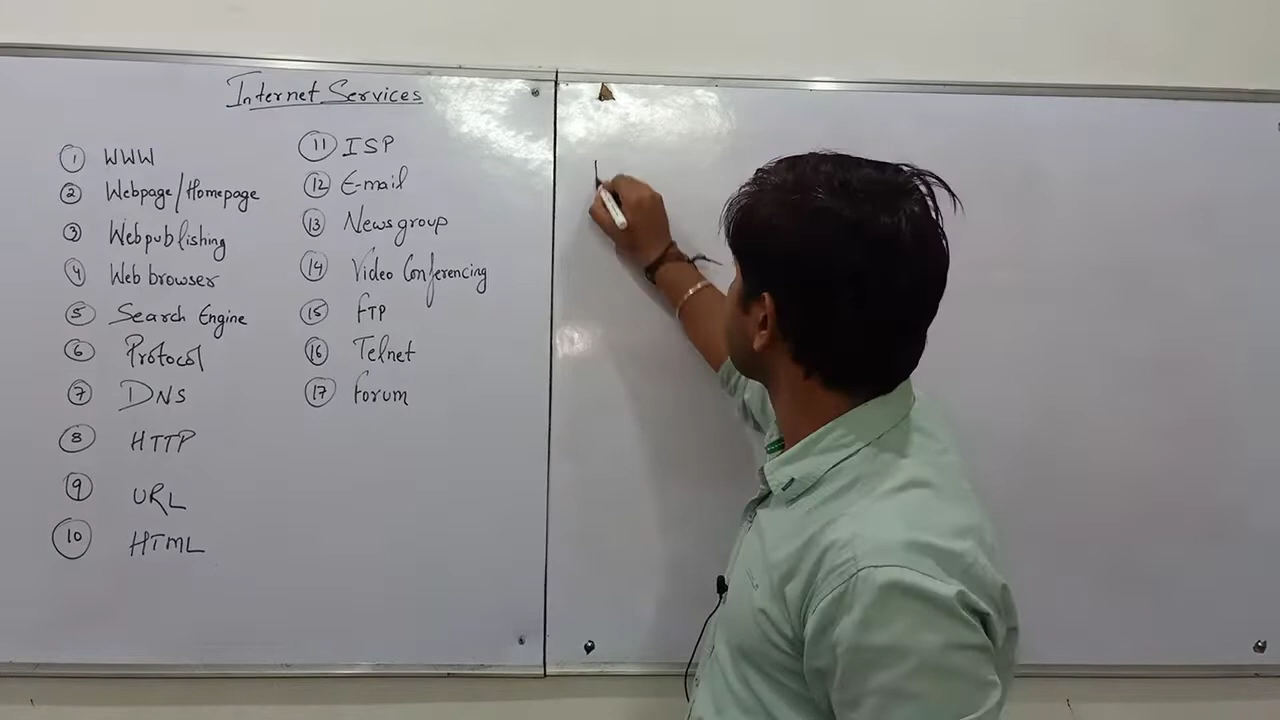 Internet Services
1 WWW
2 Webpage/Homepage
3 Webpublishing
4 Web browser
5 Search Engine
6 Protocol
7 DNS
8 HTTP
9 URL
10 HTML
11 ISP
12 E-mail
13 Newsgroup
14 Video Conferencing
15 FTP
16 Telnet
17 Forum